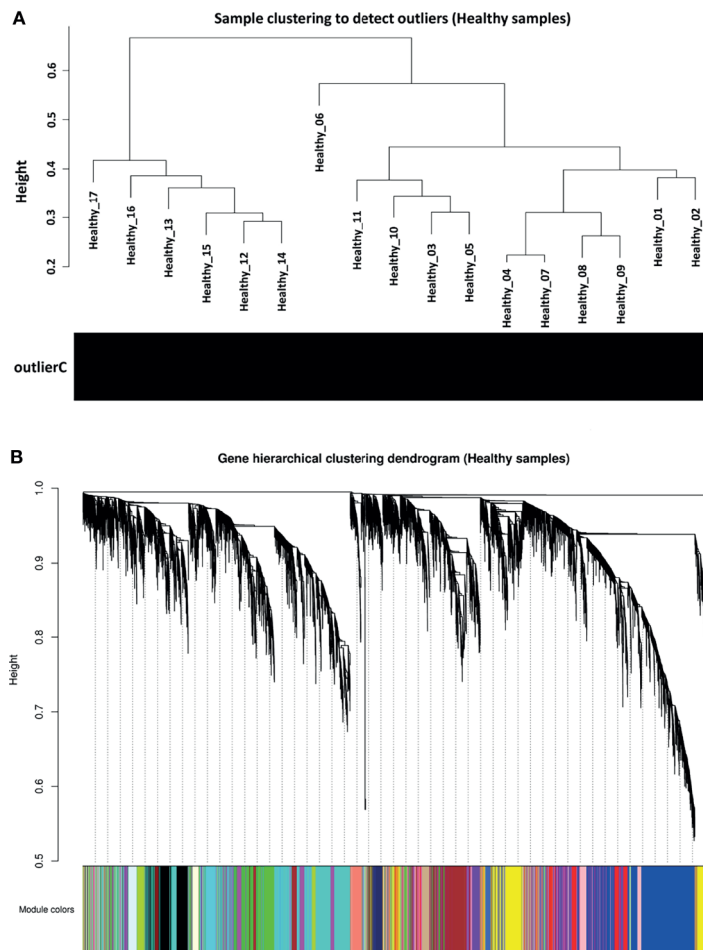 A
Sample clustering to detect outliers (Healthy samples)
Height
0.6
0.5
0.4
0.3
0.2
Healthy_17
Healthy_16
Healthy_13
Healthy_15
Healthy_12
Healthy_14
Healthy_06
Healthy_11
Healthy_10
Healthy_03
Healthy_05
Healthy_04
Healthy_07
Healthy_08
Healthy_09
Healthy_01
Healthy_02
outlierC
B
Gene hierarchical clustering dendrogram (Healthy samples)
Height
1.0
0.9
0.8
0.7
0.6
0.5
Module colors